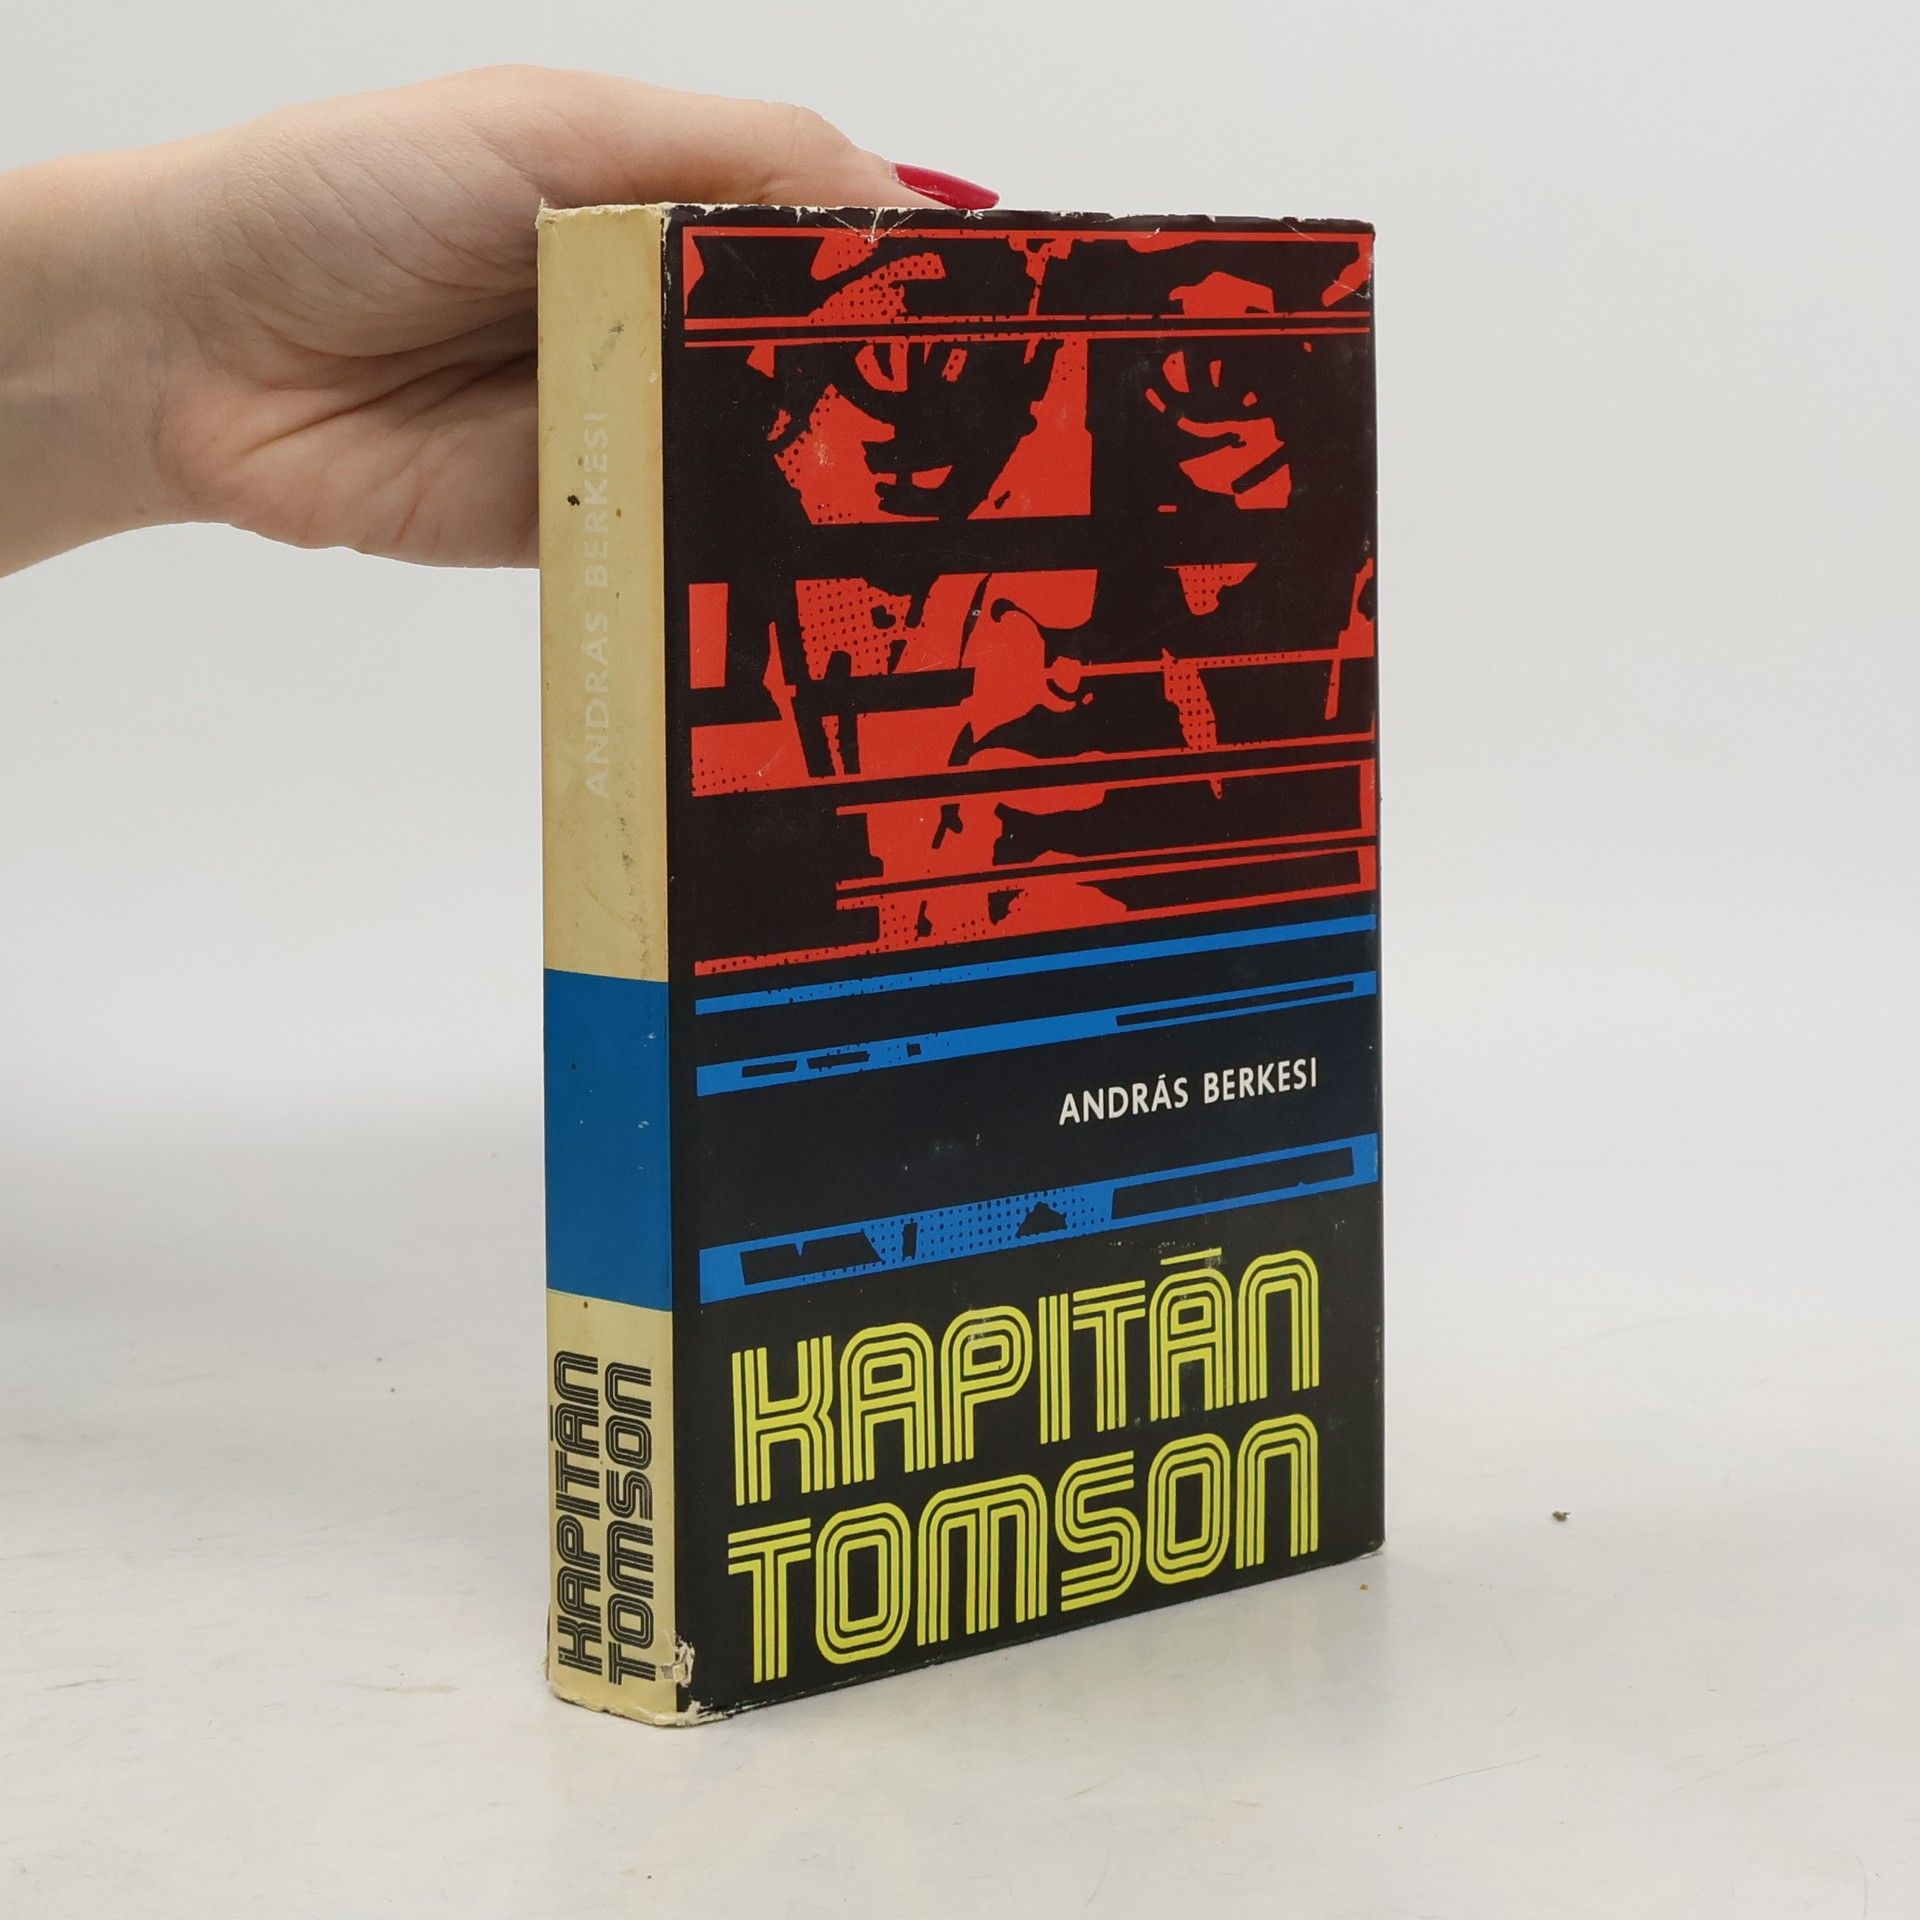 ANDRÁS BERKESI
KAPITÁN
TOMSON
ANDRÁS BERKESI
KAPITÁN
TOMSON